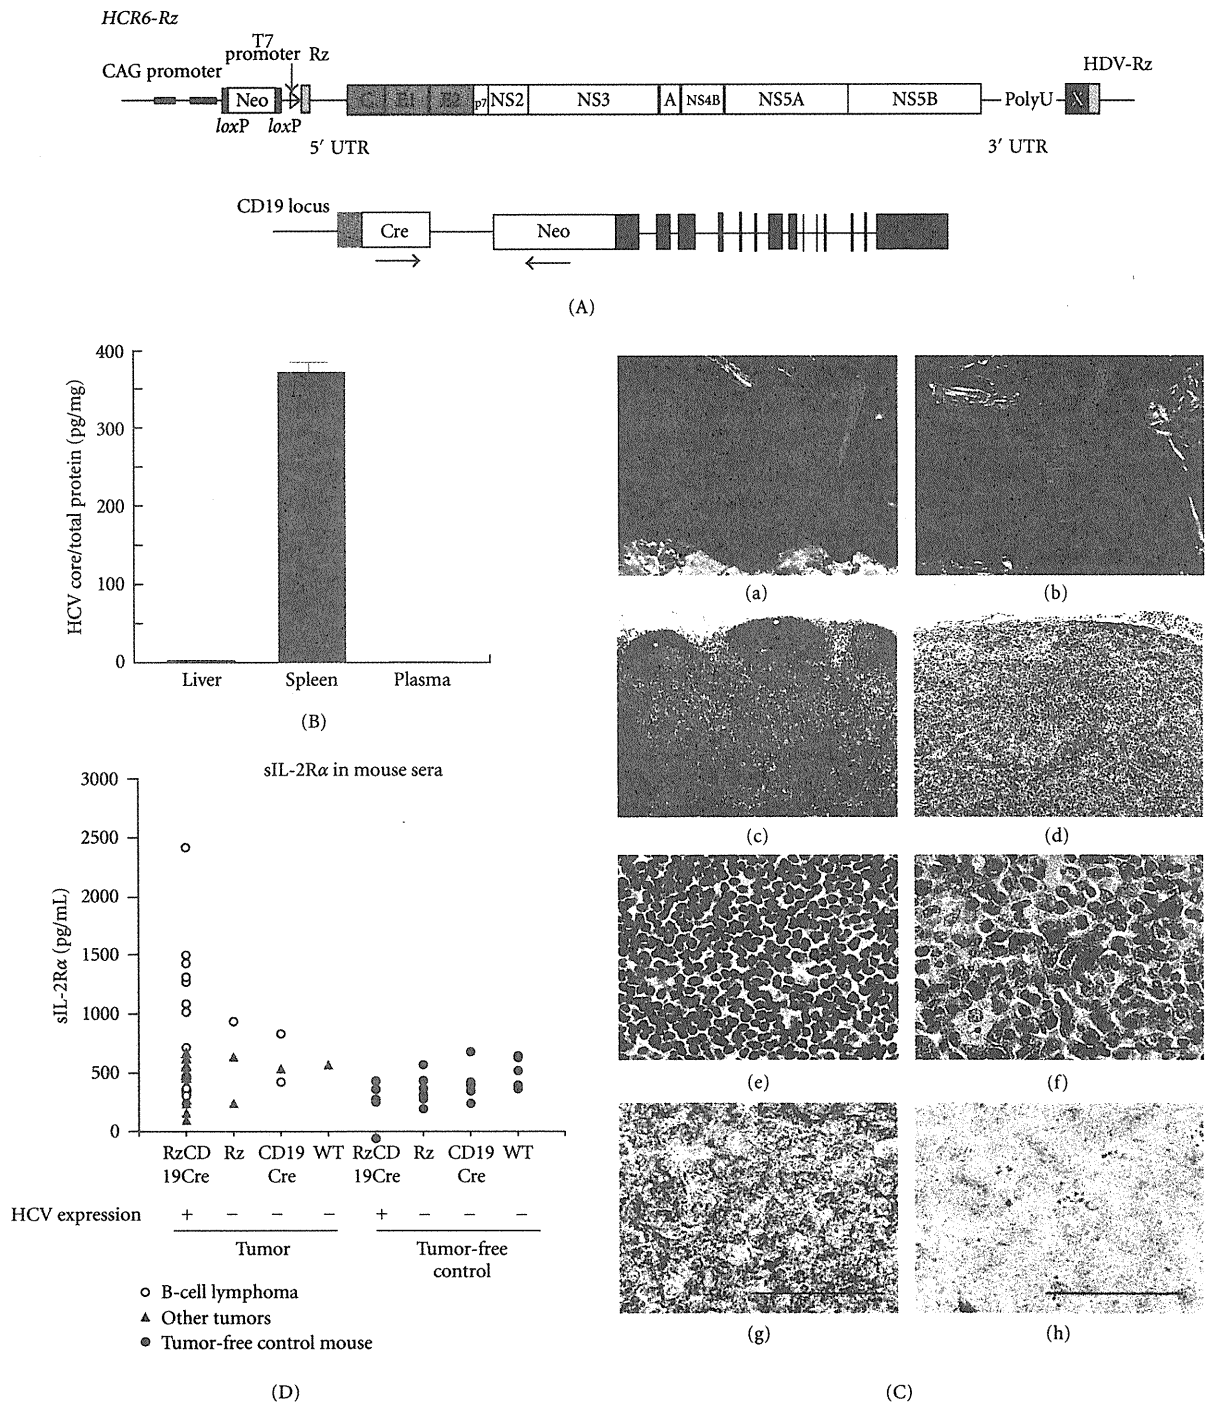 HCR6-Rz
T7
promoter
Rz
CAG promoter
HDV-Rz
Neo
C
E1
E2
p7
NS2
NS3
A
NS4B
NS5A
NS5B
PolyU
X
loxP
loxP
5′ UTR
3′ UTR
CD19 locus
Cre
Neo
(A)
HCV core/total protein (pg/mg)
400
300
200
100
0
Liver
Spleen
Plasma
(B)
(a)
(b)
(c)
(d)
(e)
(f)
(g)
(h)
(C)
sIL-2Rα in mouse sera
sIL-2Rα (pg/mL)
3000
2500
2000
1500
1000
500
0
RzCD
19Cre
Rz
CD19
Cre
WT
RzCD
19Cre
Rz
CD19
Cre
WT
HCV expression + − − − + − − −
Tumor
Tumor-free
control
B-cell lymphoma
Other tumors
Tumor-free control mouse
(D)